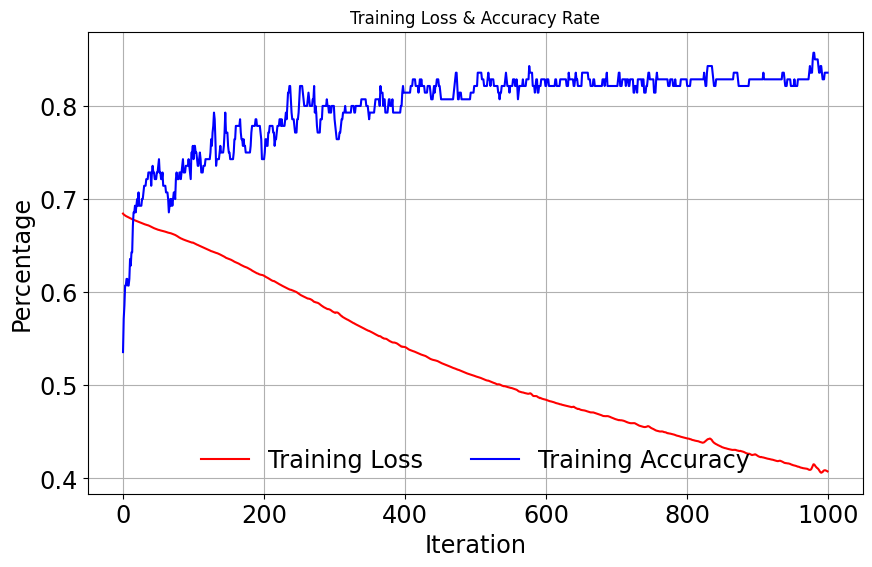 Training Loss & Accuracy Rate
Percentage
0.8
0.7
0.6
0.5
0.4
Training Loss
Training Accuracy
0
200
400
600
800
1000
Iteration